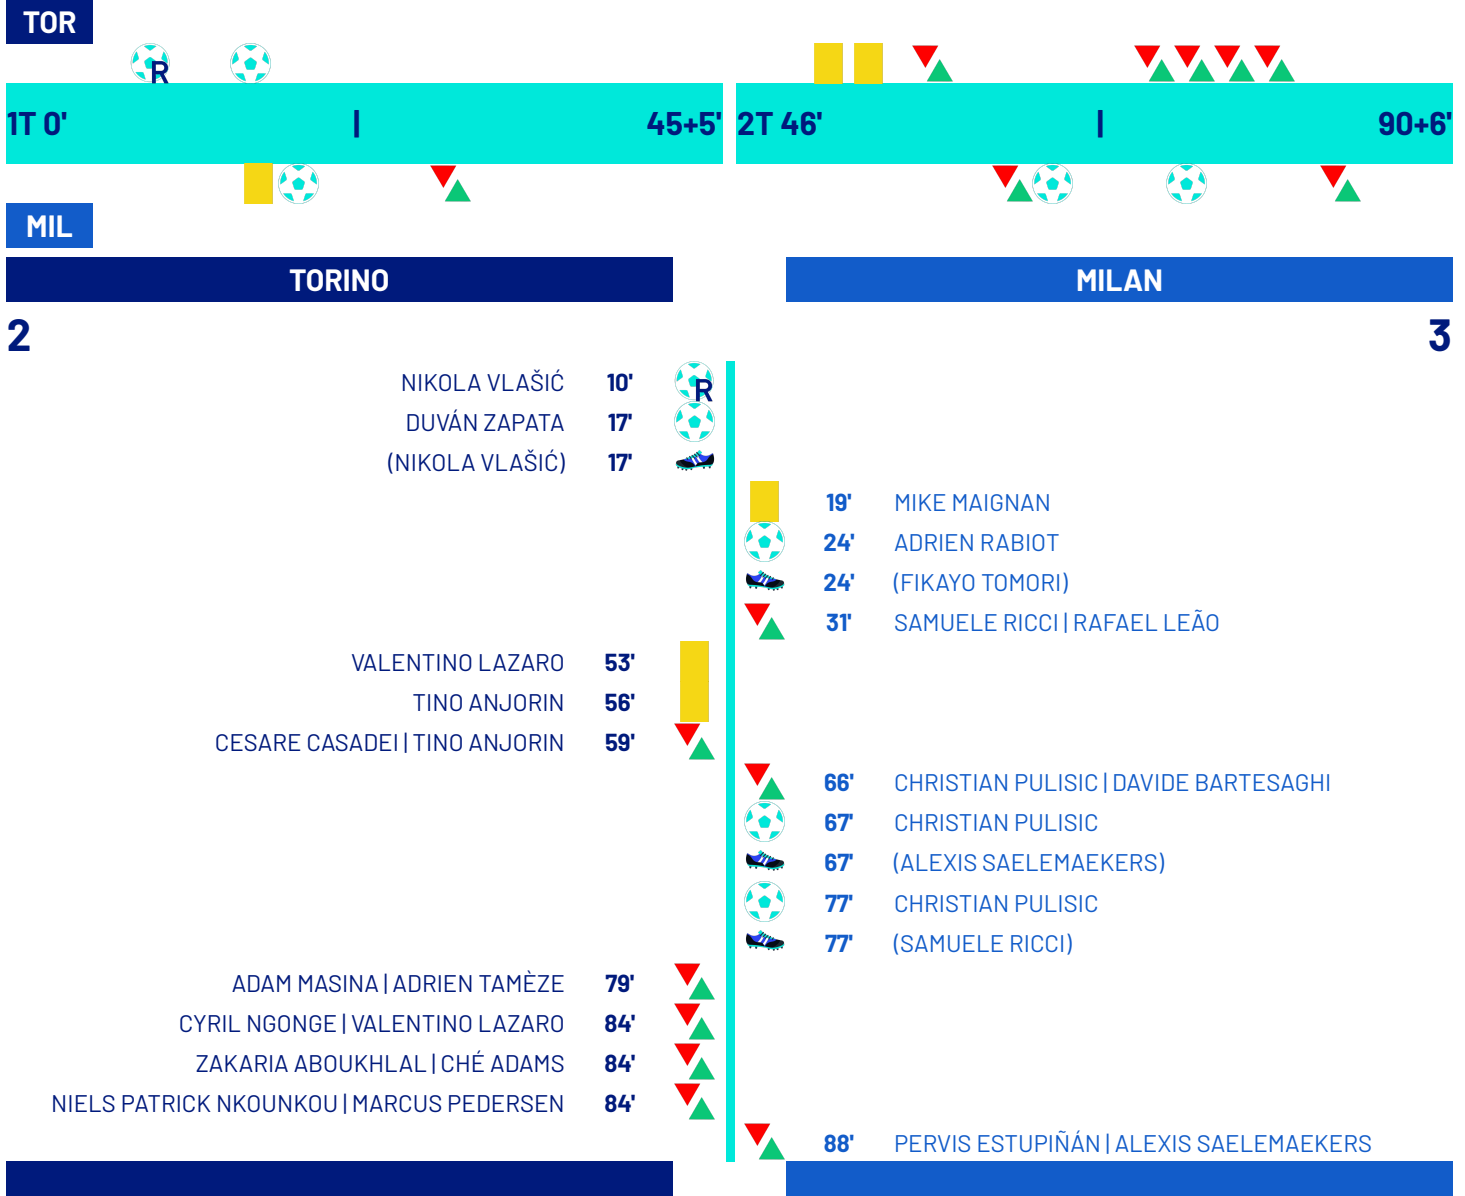 TOR
R
1T 0' | 45+5' 2T 46' | 90+6'
MIL
TORINO MILAN
2 3
NIKOLA VLAŠIĆ 10' R
DUVÁN ZAPATA 17'
(NIKOLA VLAŠIĆ) 17'
19' MIKE MAIGNAN
24' ADRIEN RABIOT
24' (FIKAYO TOMORI)
31' SAMUELE RICCI | RAFAEL LEÃO
VALENTINO LAZARO 53'
TINO ANJORIN 56'
CESARE CASADEI | TINO ANJORIN 59'
66' CHRISTIAN PULISIC | DAVIDE BARTESAGHI
67' CHRISTIAN PULISIC
67' (ALEXIS SAELEMAEKERS)
77' CHRISTIAN PULISIC
77' (SAMUELE RICCI)
ADAM MASINA | ADRIEN TAMÈZE 79'
CYRIL NGONGE | VALENTINO LAZARO 84'
ZAKARIA ABOUKHLAL | CHÉ ADAMS 84'
NIELS PATRICK NKOUNKOU | MARCUS PEDERSEN 84'
88' PERVIS ESTUPIÑÁN | ALEXIS SAELEMAEKERS